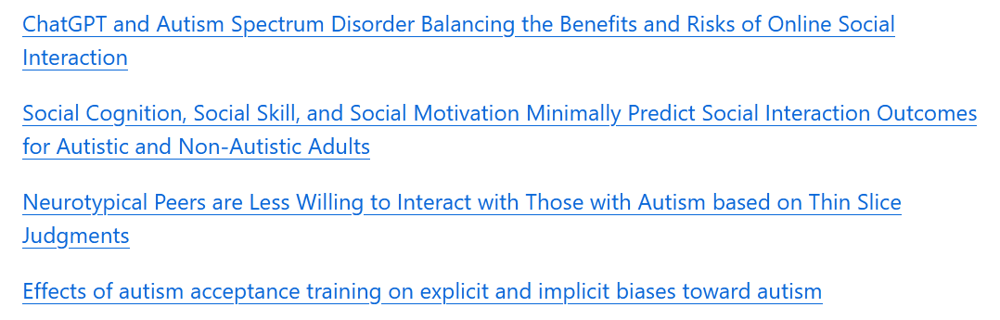 ChatGPT and Autism Spectrum Disorder Balancing the Benefits and Risks of Online Social
Interaction
Social Cognition, Social Skill, and Social Motivation Minimally Predict Social Interaction Outcomes
for Autistic and Non-Autistic Adults
Neurotypical Peers are Less Willing to Interact with Those with Autism based on Thin Slice
Judgments
Effects of autism acceptance training on explicit and implicit biases toward autism